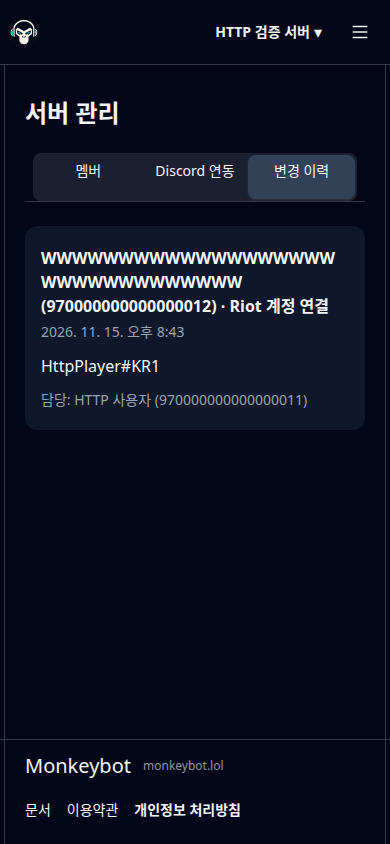 HTTP 검증 서버 ▼
서버 관리
멤버
Discord 연동
변경 이력
WWWWWWWWWWWWWWWWWWW
WWWWWWWWWWWWW
(970000000000000012) · Riot 계정 연결
2026. 11. 15. 오후 8:43
HttpPlayer#KR1
담당: HTTP 사용자 (970000000000000011)
Monkeybot monkeybot.lol
문서 이용약관 개인정보 처리방침